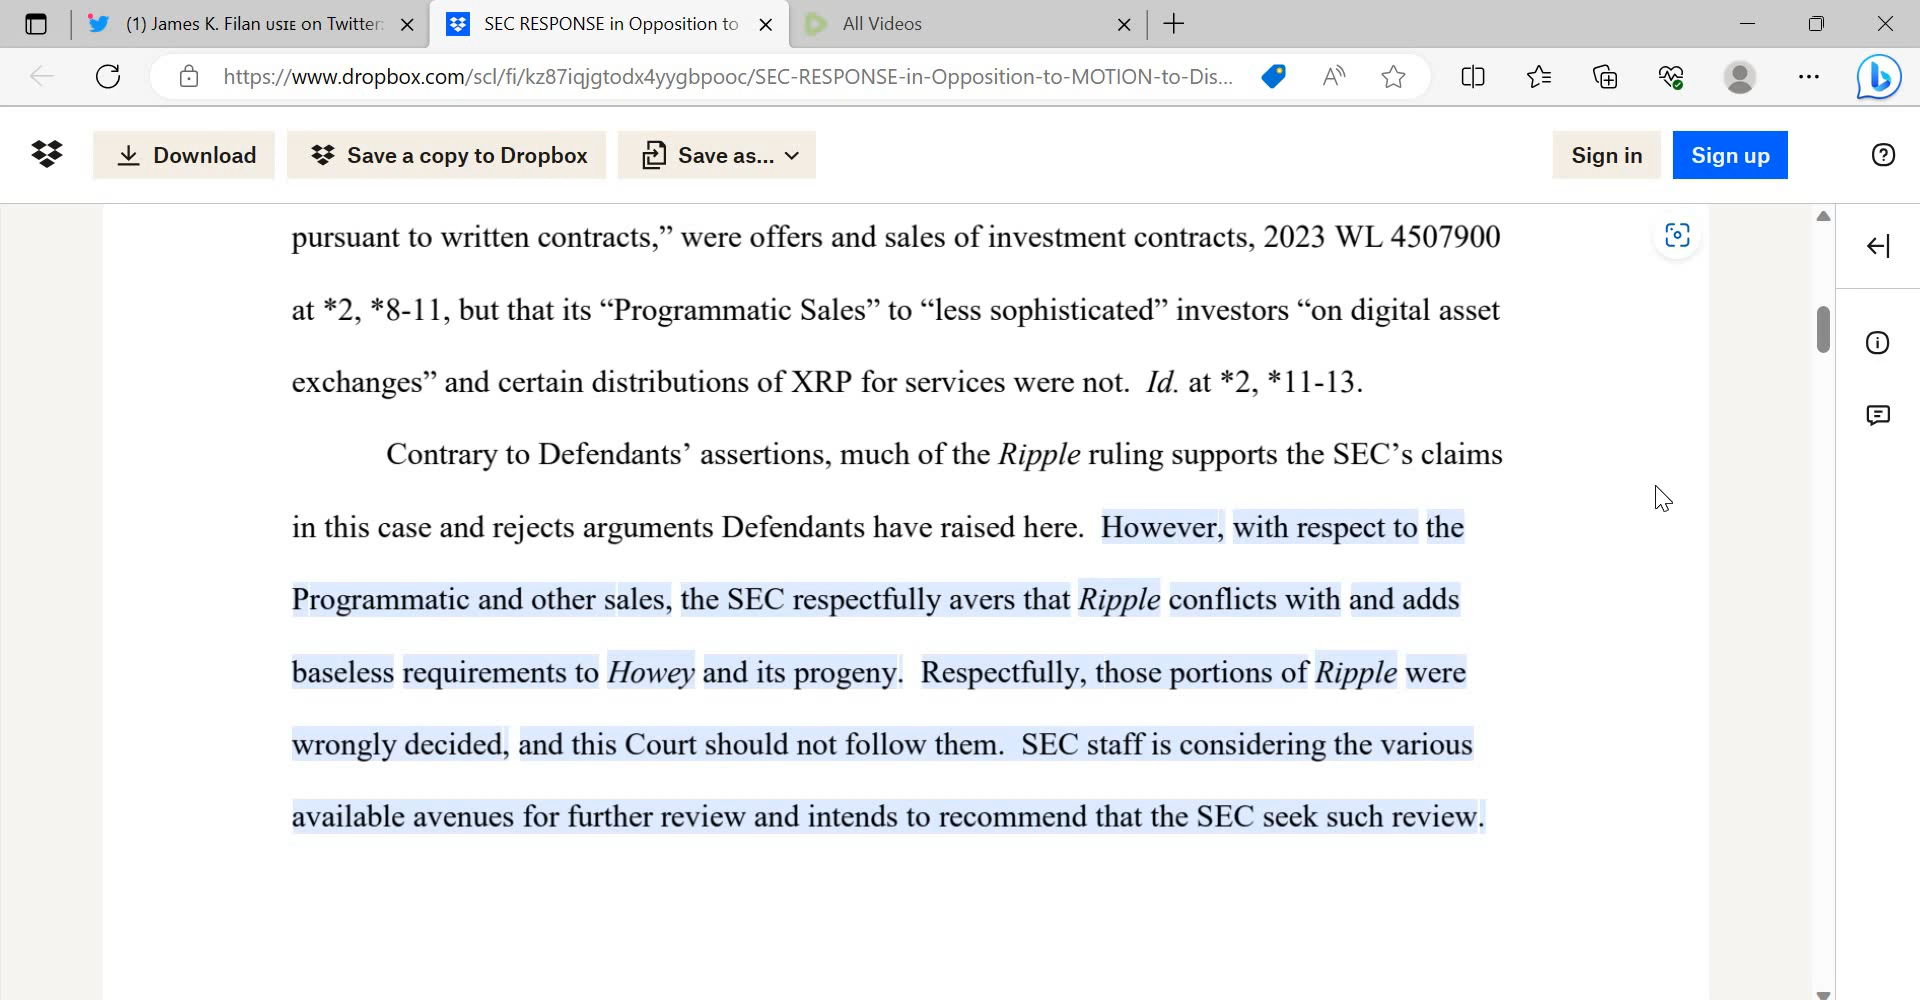 (1) James K. Filan usɪᴇ on Twitter:
SEC RESPONSE in Opposition to
All Videos
https://www.dropbox.com/scl/fi/kz87iqjgtodx4yygbpooc/SEC-RESPONSE-in-Opposition-to-MOTION-to-Dis...
Download
Save a copy to Dropbox
Save as...
Sign in
Sign up
pursuant to written contracts,” were offers and sales of investment contracts, 2023 WL 4507900
at *2, *8-11, but that its “Programmatic Sales” to “less sophisticated” investors “on digital asset
exchanges” and certain distributions of XRP for services were not. Id. at *2, *11-13.
Contrary to Defendants’ assertions, much of the Ripple ruling supports the SEC’s claims
in this case and rejects arguments Defendants have raised here. However, with respect to the
Programmatic and other sales, the SEC respectfully avers that Ripple conflicts with and adds
baseless requirements to Howey and its progeny. Respectfully, those portions of Ripple were
wrongly decided, and this Court should not follow them. SEC staff is considering the various
available avenues for further review and intends to recommend that the SEC seek such review.